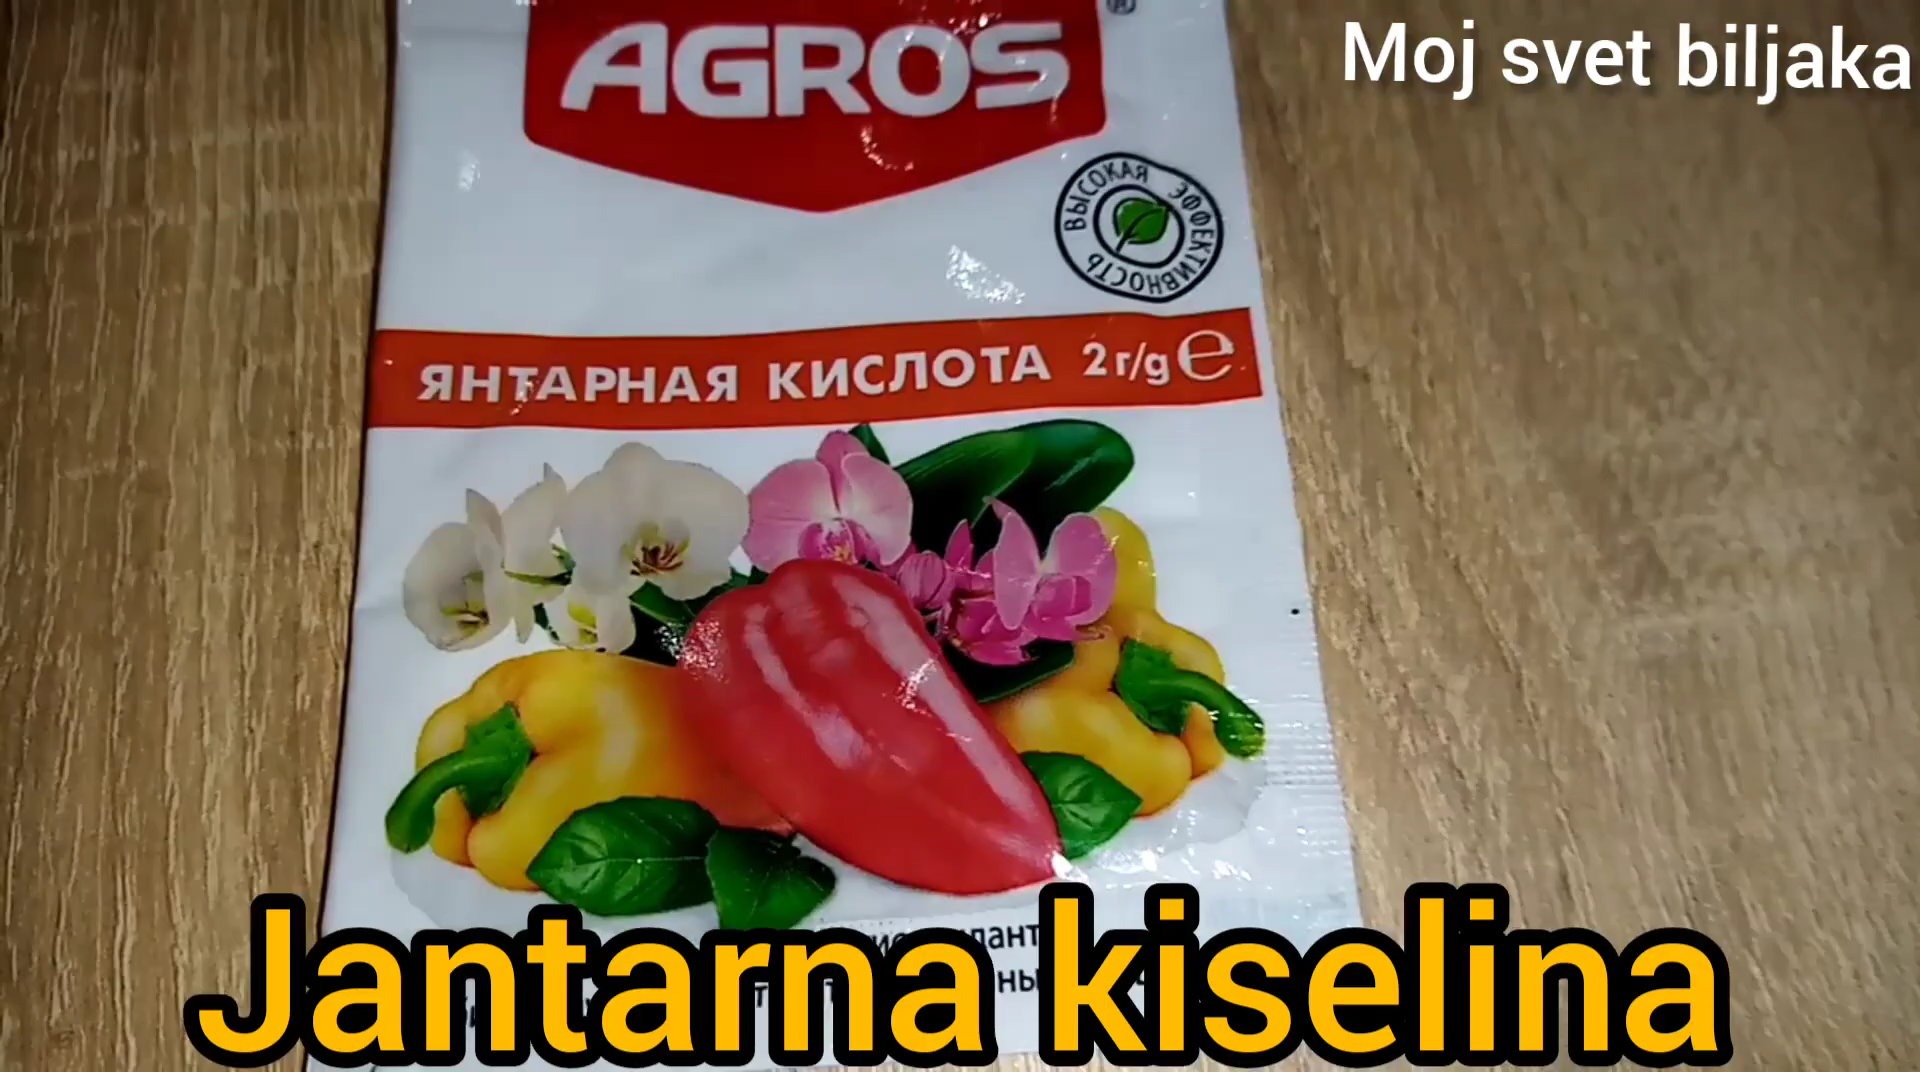 AGROS®
Moj svet biljaka
ВЫСОКАЯ ЭФФЕКТИВНОСТЬ
ЯНТАРНАЯ КИСЛОТА 2г/g℮
Jantarna kiselina